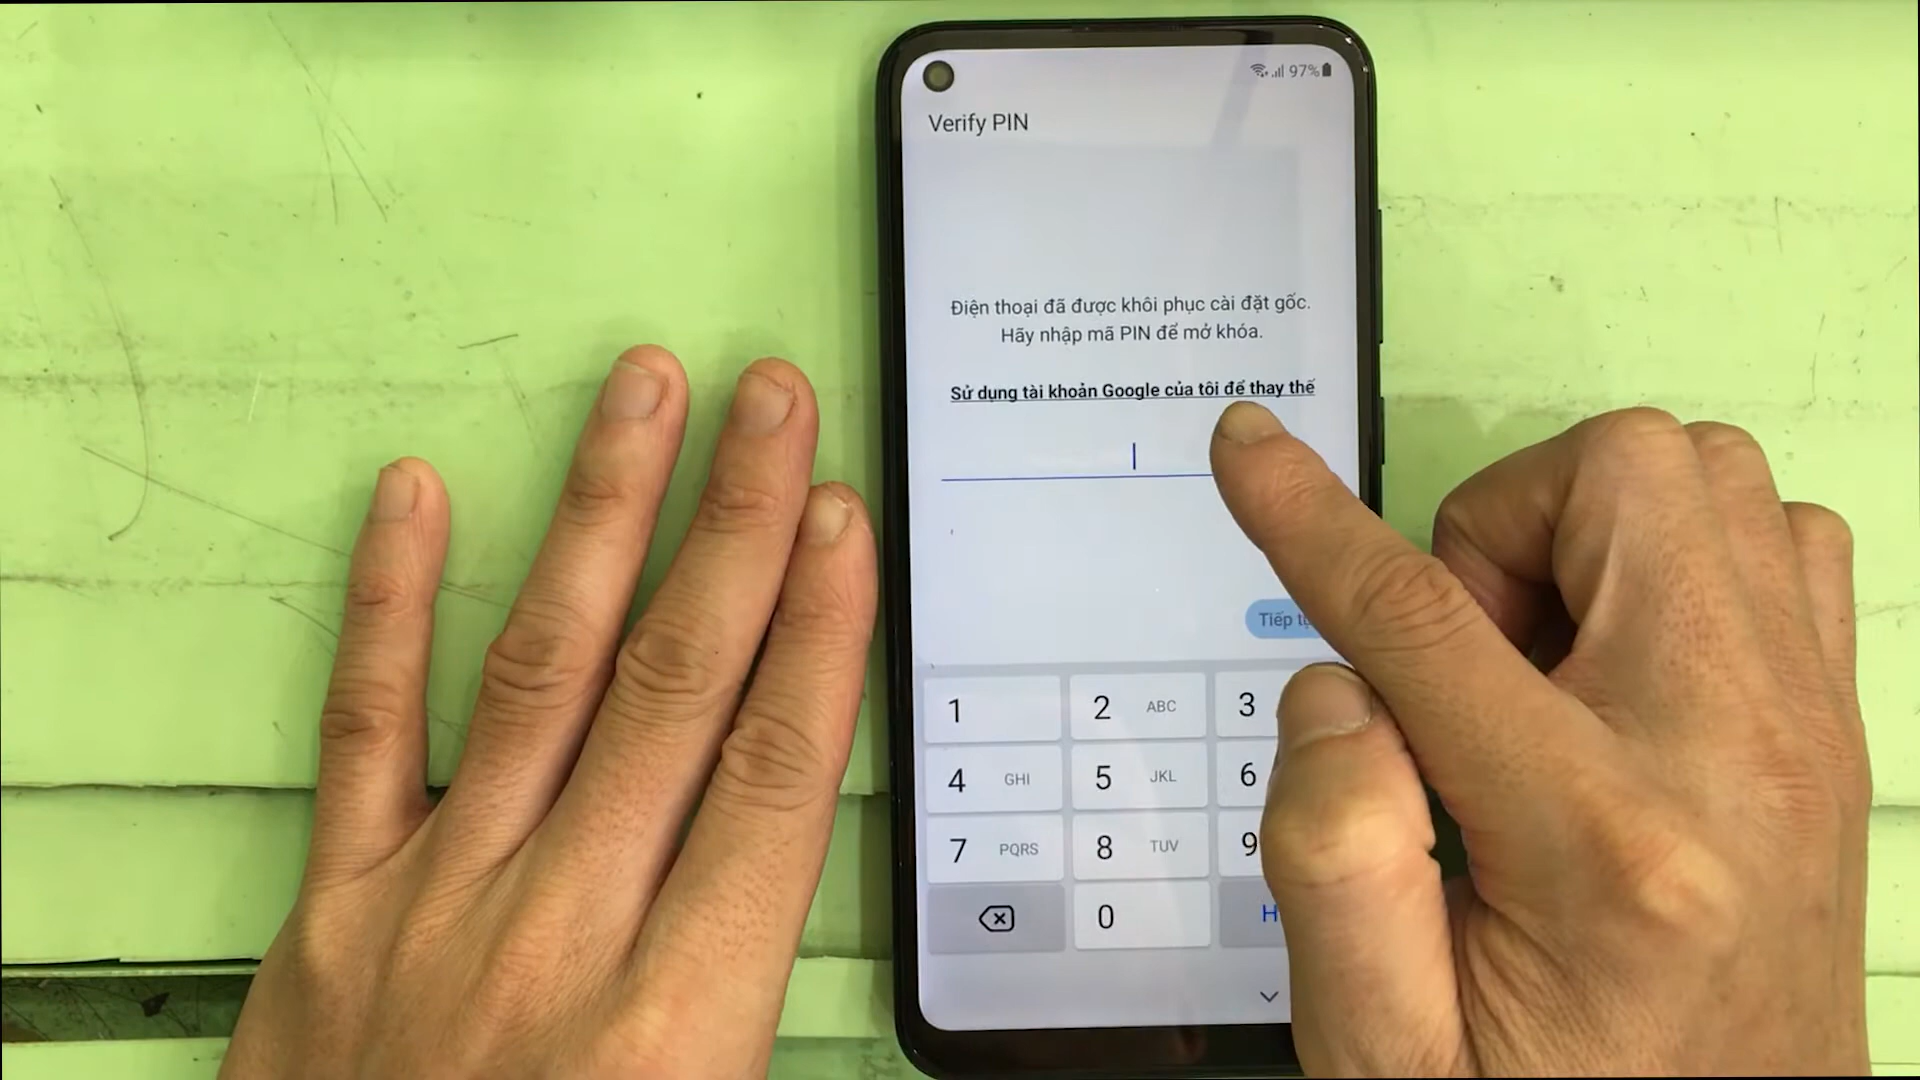 97%
Verify PIN
Điện thoại đã được khôi phục cài đặt gốc.
Hãy nhập mã PIN để mở khóa.
Sử dụng tài khoản Google của tôi để thay thế
Tiếp
1
2 ABC
3
4 GHI
5 JKL
6
7 PQRS
8 TUV
9
0